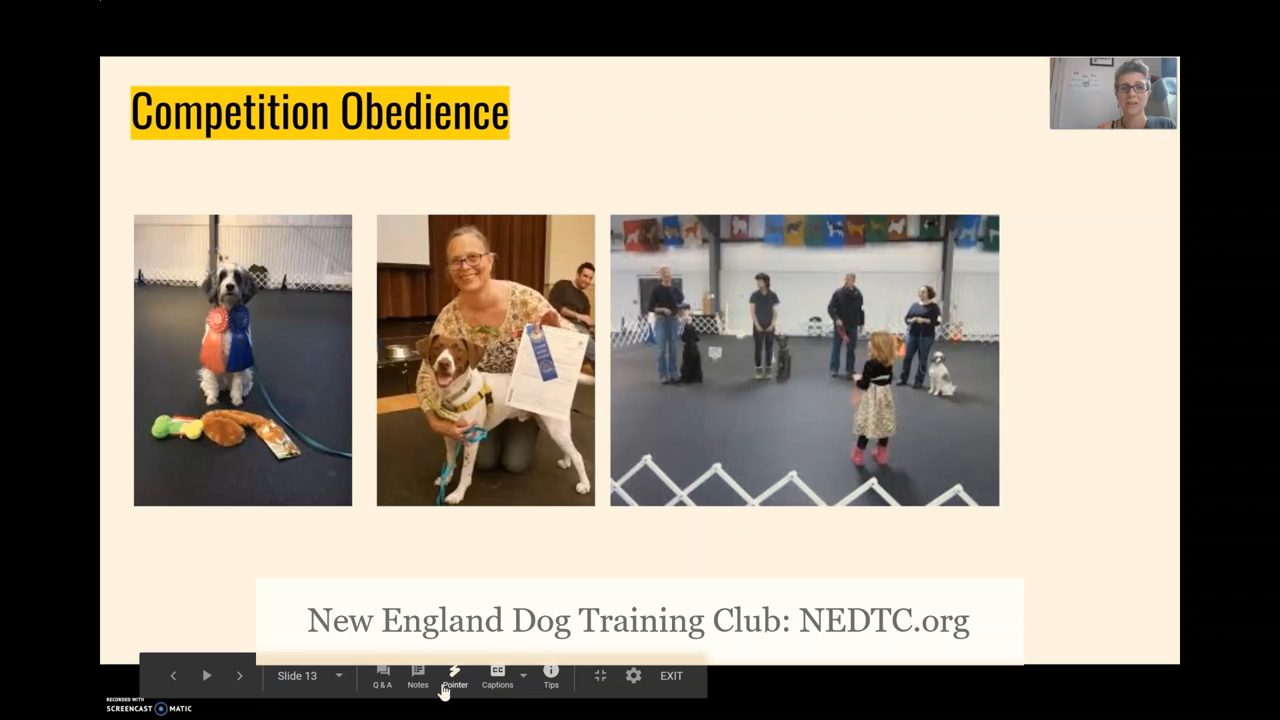 Competition Obedience
New England Dog Training Club: NEDTC.org
Slide 13
Q & A
Notes
Pointer
Captions
Tips
EXIT
RECORDED WITH
SCREENCAST MATIC